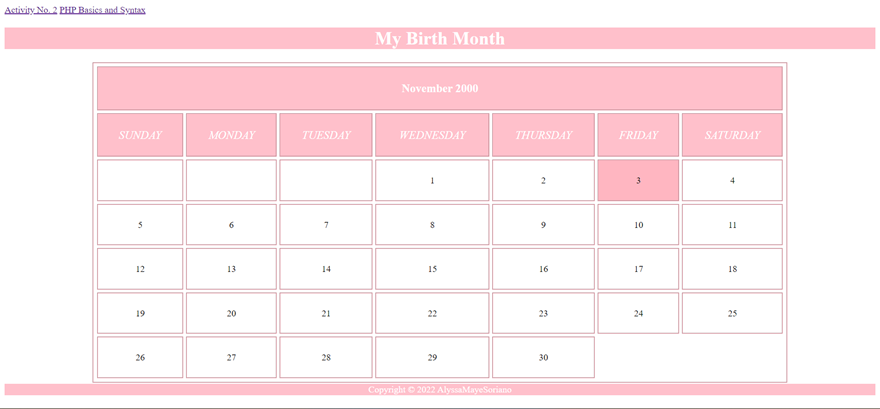 Activity No. 2 PHP Basics and Syntax
My Birth Month
November 2000
SUNDAY MONDAY TUESDAY WEDNESDAY THURSDAY FRIDAY SATURDAY
1 2 3 4
5 6 7 8 9 10 11
12 13 14 15 16 17 18
19 20 21 22 23 24 25
26 27 28 29 30
Copyright © 2022 AlyssaMayeSoriano